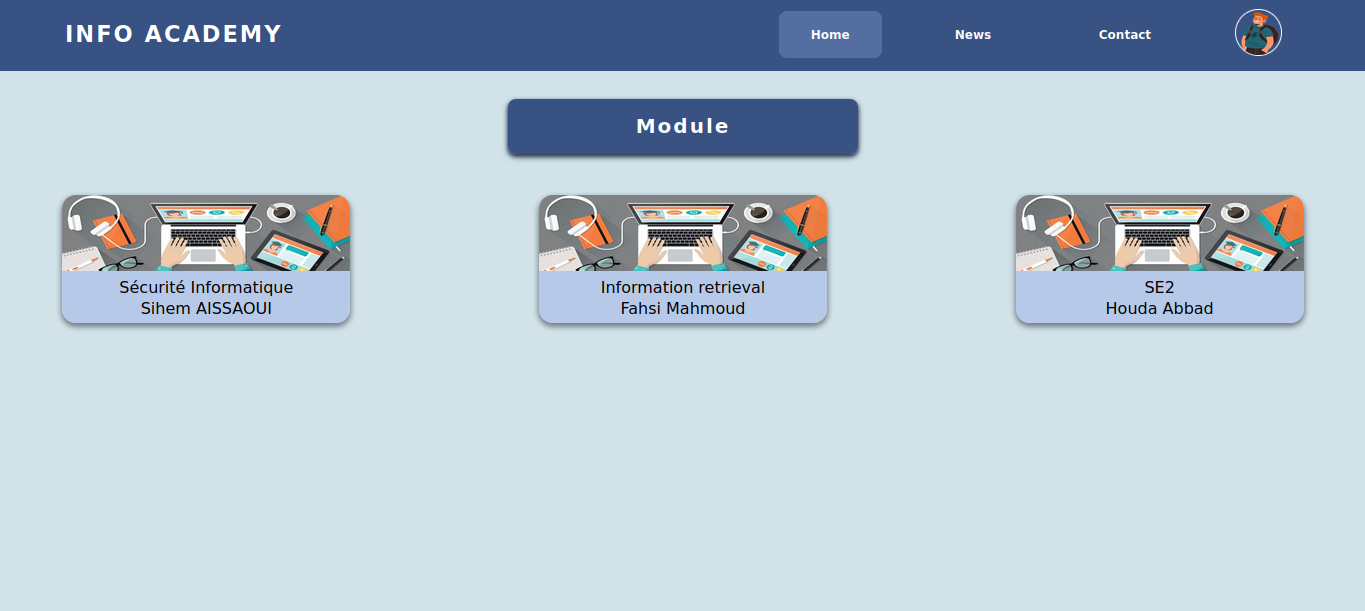 INFO ACADEMY
Home
News
Contact
Module
Sécurité Informatique
Sihem AISSAOUI
Information retrieval
Fahsi Mahmoud
SE2
Houda Abbad